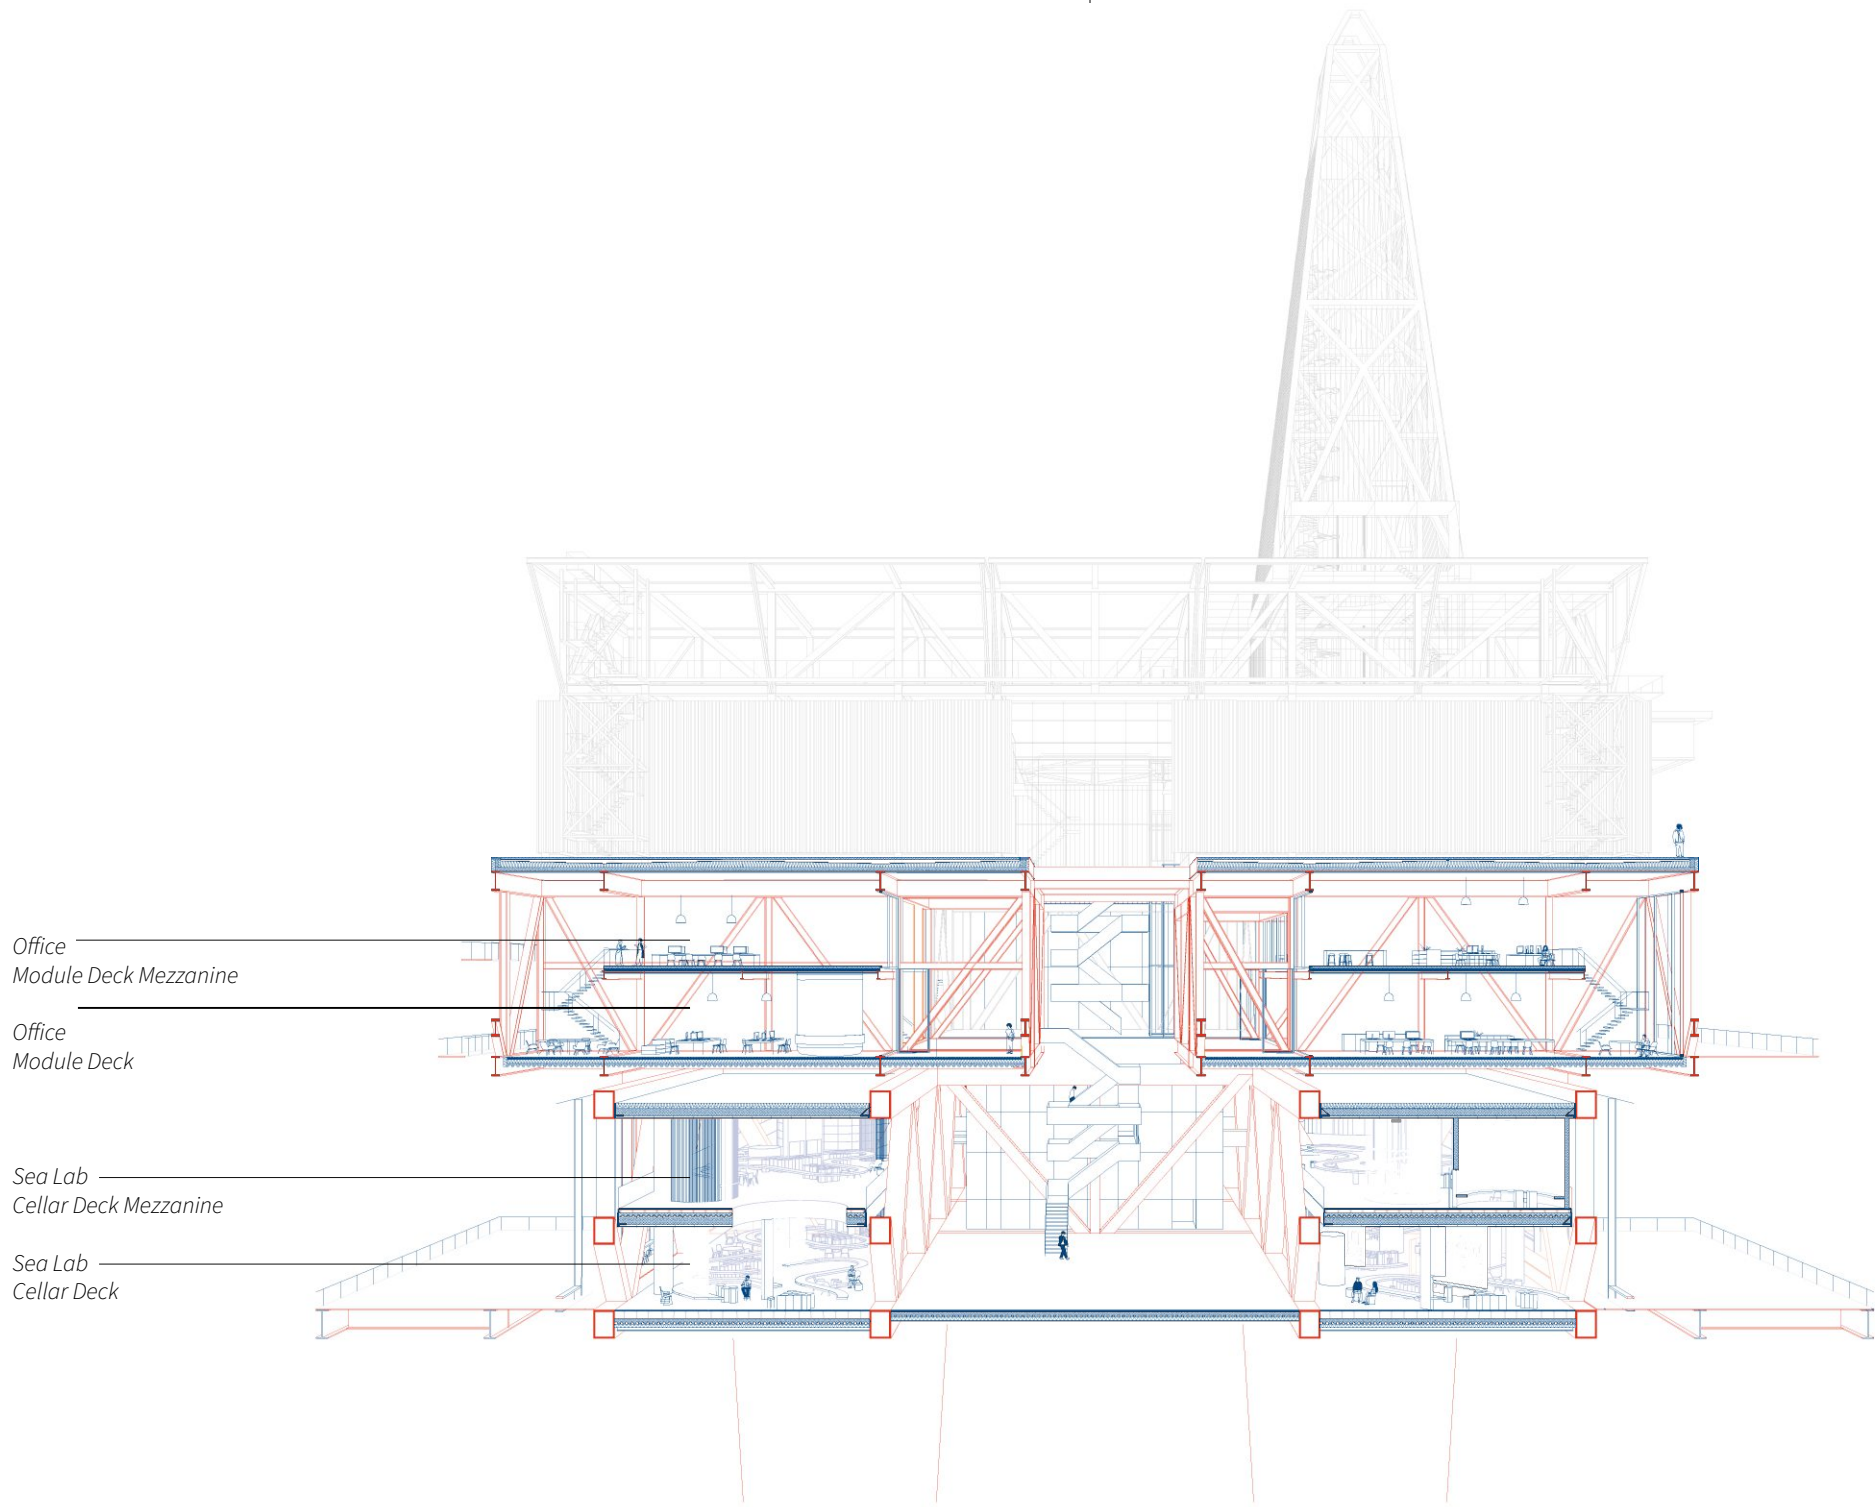 Office
Module Deck Mezzanine
Office
Module Deck
Sea Lab
Cellar Deck Mezzanine
Sea Lab
Cellar Deck